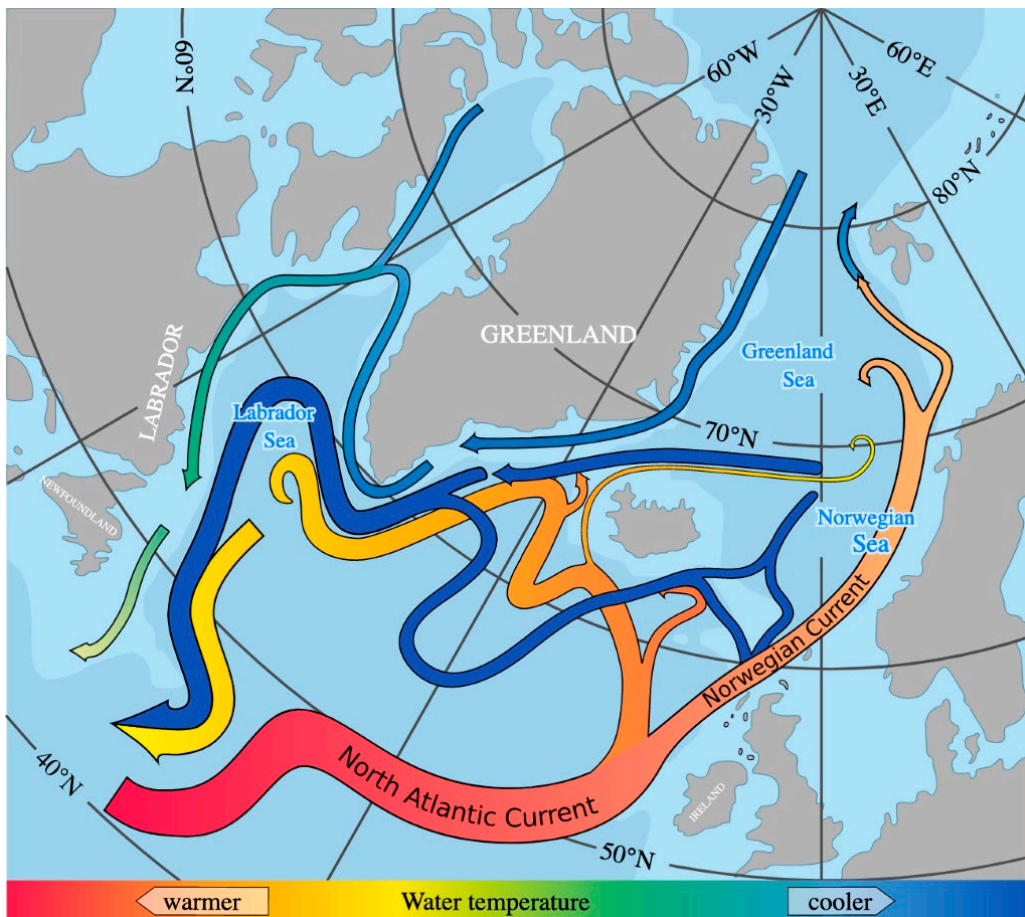 60°N
60°W
30°W
60°E
30°E
80°N
GREENLAND
LABRADOR
Greenland
Sea
Labrador
Sea
70°N
NEWFOUNDLAND
Norwegian
Sea
Norwegian Current
40°N
North Atlantic Current
IRELAND
50°N
warmer
Water temperature
cooler